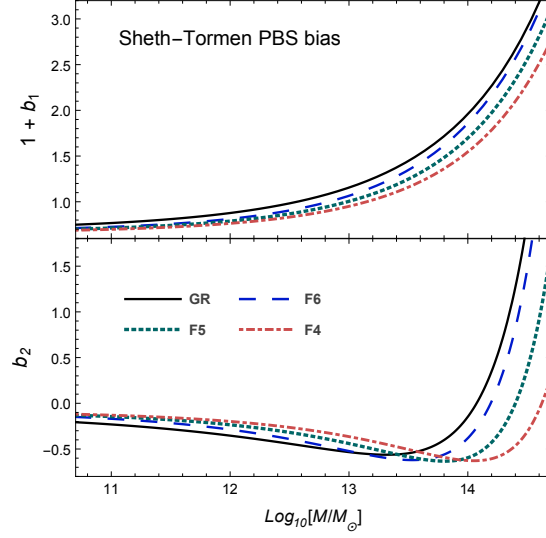 Sheth-Tormen PBS bias
1 + b₁
3.0
2.5
2.0
1.5
1.0
b₂
1.5
1.0
0.5
0.0
-0.5
GR
F6
F5
F4
11
12
13
14
Log₁₀[M/M☉]